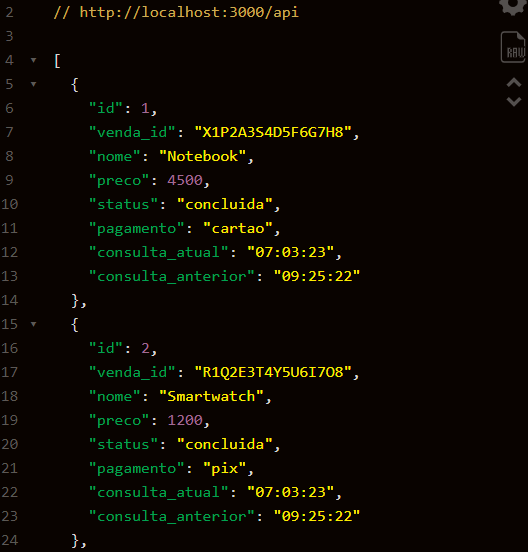 2 // http://localhost:3000/api
3
4 [
5 {
6 "id": 1,
7 "venda_id": "X1P2A3S4D5F6G7H8",
8 "nome": "Notebook",
9 "preco": 4500,
10 "status": "concluida",
11 "pagamento": "cartao",
12 "consulta_atual": "07:03:23",
13 "consulta_anterior": "09:25:22"
14 },
15 {
16 "id": 2,
17 "venda_id": "R1Q2E3T4Y5U6I7O8",
18 "nome": "Smartwatch",
19 "preco": 1200,
20 "status": "concluida",
21 "pagamento": "pix",
22 "consulta_atual": "07:03:23",
23 "consulta_anterior": "09:25:22"
24 },
RAW